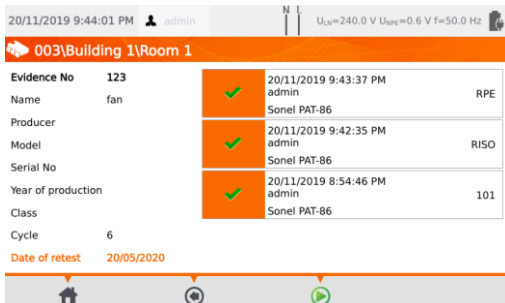 20/11/2019 9:44:01 PM admin N L U_LN=240.0 V U_NPE=0.6 V f=50.0 Hz
003\Building 1\Room 1
Evidence No 123
Name fan
Producer
Model
Serial No
Year of production
Class
Cycle 6
Date of retest 20/05/2020
20/11/2019 9:43:37 PM
admin RPE
Sonel PAT-86
20/11/2019 9:42:35 PM
admin RISO
Sonel PAT-86
20/11/2019 8:54:46 PM
admin 101
Sonel PAT-86